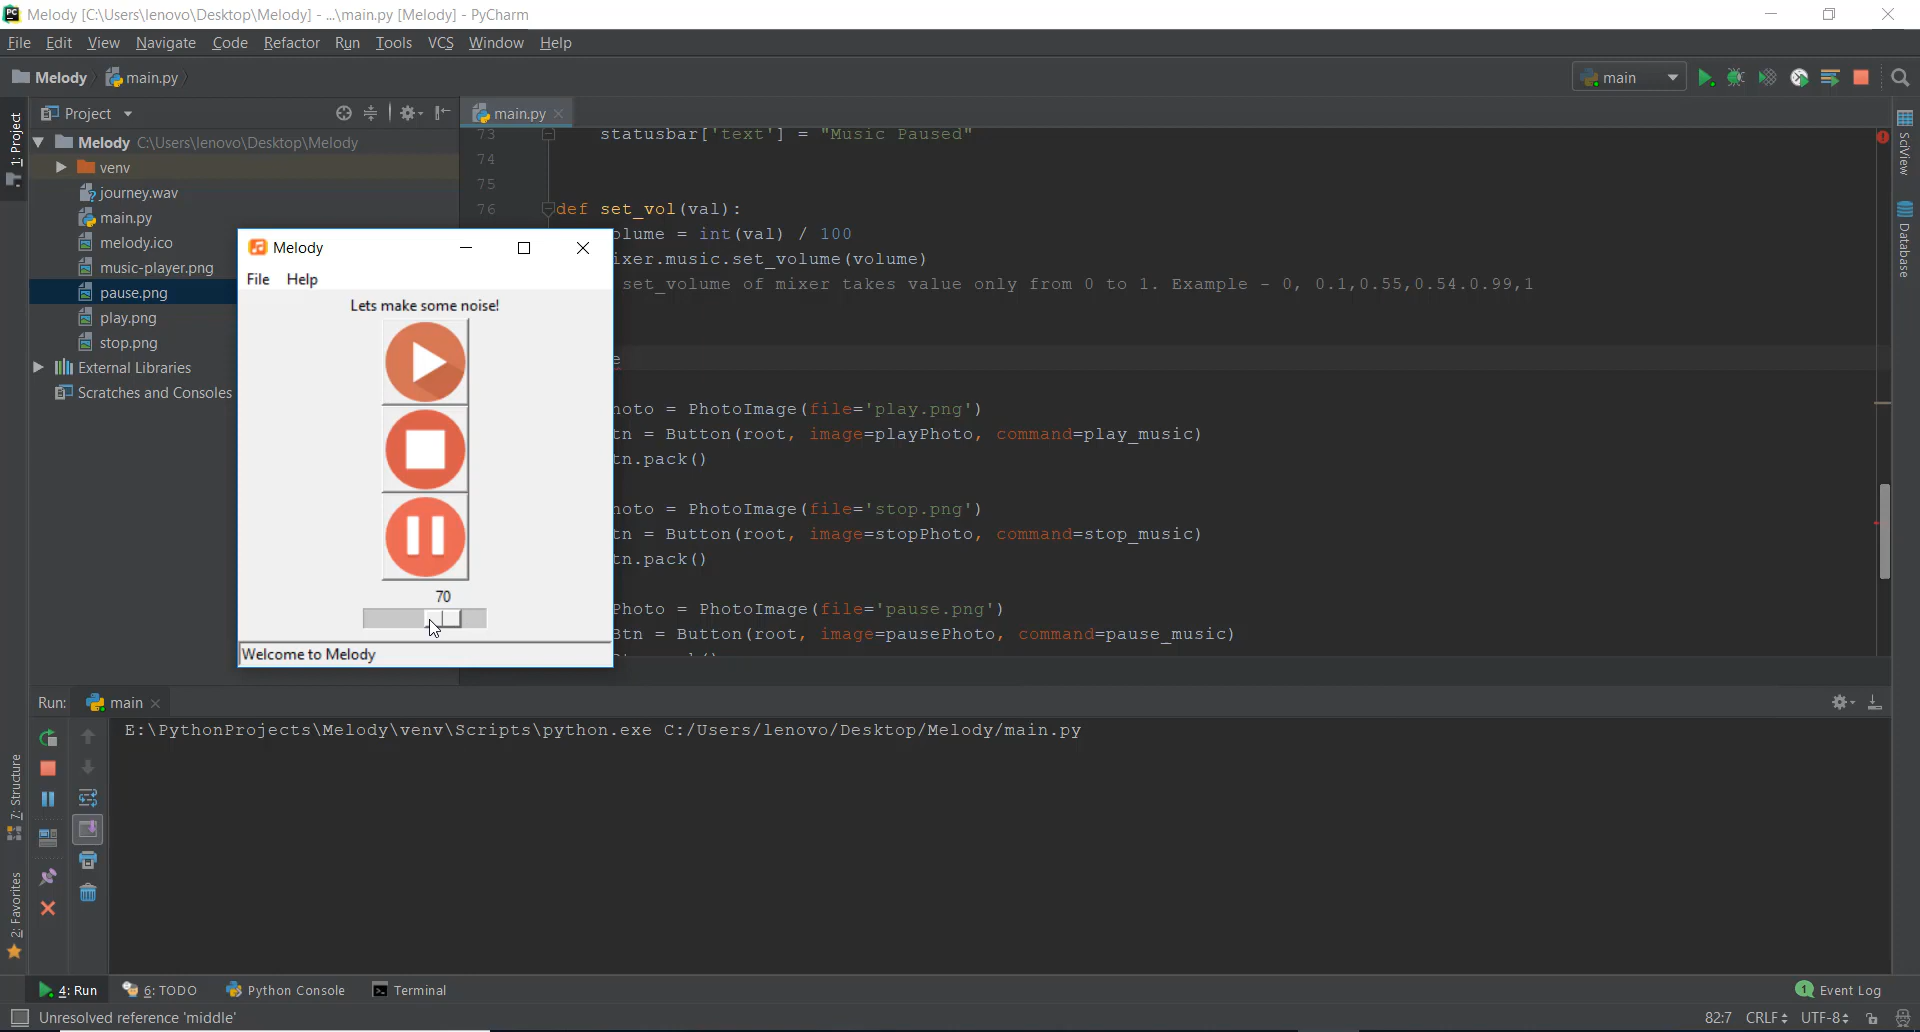 Melody [C:\Users\lenovo\Desktop\Melody] - ...\main.py [Melody] - PyCharm
File Edit View Navigate Code Refactor Run Tools VCS Window Help
Melody main.py
main
Project
main.py
1: Project
SciView
Database
Melody C:\Users\lenovo\Desktop\Melody
venv
journey.wav
main.py
melody.ico
music-player.png
pause.png
play.png
stop.png
External Libraries
Scratches and Consoles
73 statusbar['text'] = "Music Paused"
74
75
76 def set_vol(val):
olume = int(val) / 100
ixer.music.set_volume(volume)
set_volume of mixer takes value only from 0 to 1. Example - 0, 0.1,0.55,0.54.0.99,1
e
hoto = PhotoImage(file='play.png')
tn = Button(root, image=playPhoto, command=play_music)
tn.pack()
hoto = PhotoImage(file='stop.png')
tn = Button(root, image=stopPhoto, command=stop_music)
tn.pack()
Photo = PhotoImage(file='pause.png')
Btn = Button(root, image=pausePhoto, command=pause_music)
Melody
File Help
Lets make some noise!
70
Welcome to Melody
Run: main
E:\PythonProjects\Melody\venv\Scripts\python.exe C:/Users/lenovo/Desktop/Melody/main.py
7: Structure
2: Favorites
4: Run 6: TODO Python Console Terminal 1 Event Log
Unresolved reference 'middle' 82:7 CRLF UTF-8